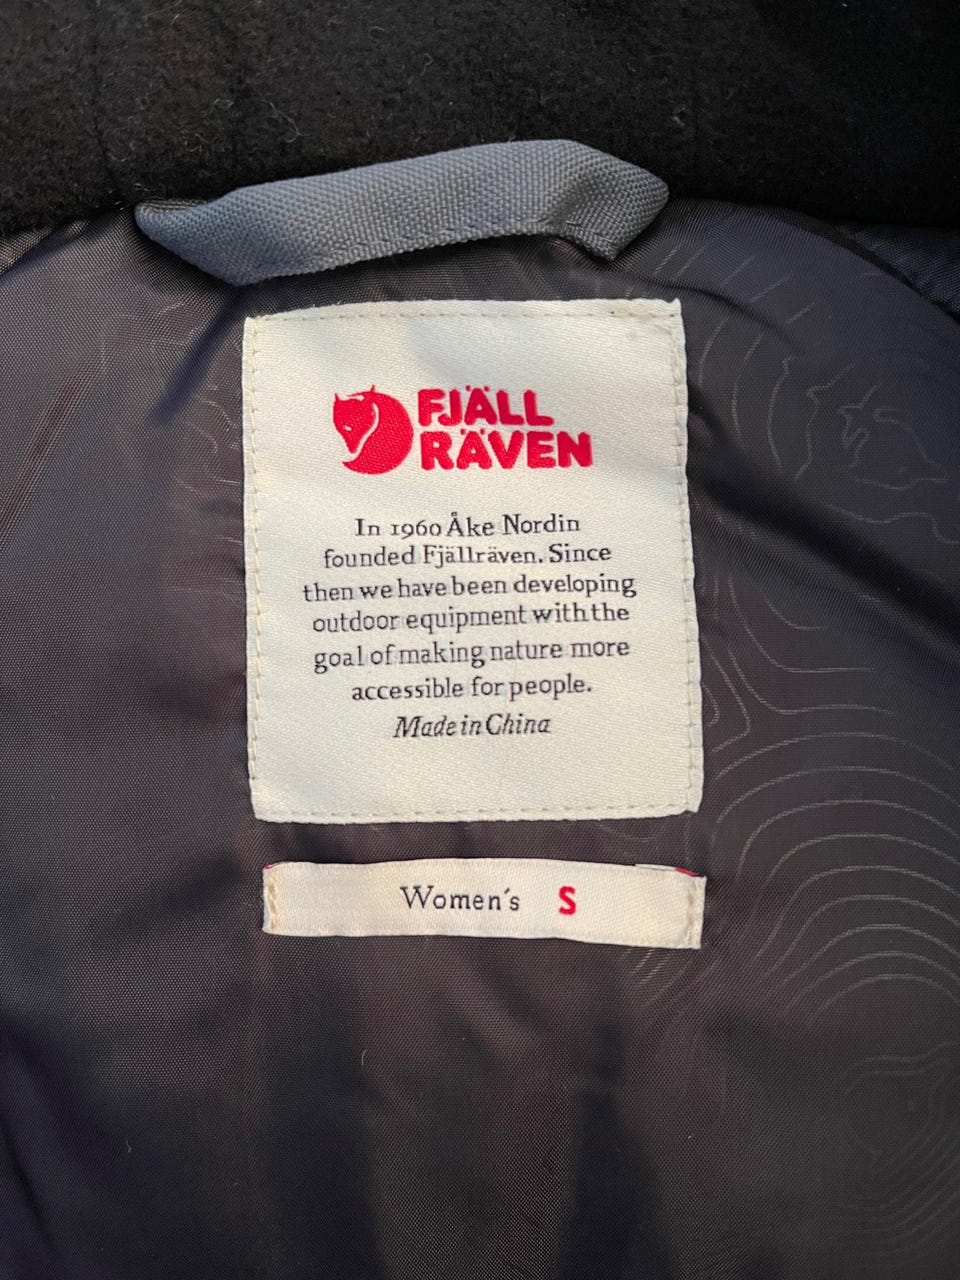 FJÄLL
RÄVEN
In 1960 Åke Nordin
founded Fjällräven. Since
then we have been developing
outdoor equipment with the
goal of making nature more
accessible for people.
Made in China
Women´s S